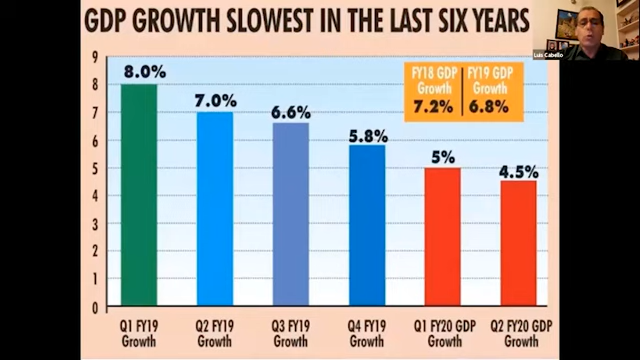 GDP GROWTH SLOWEST IN THE LAST SIX YEARS
Luis Cabello
9
8
7
6
5
4
3
2
1
0
8.0%
7.0%
6.6%
5.8%
5%
4.5%
FY18 GDP Growth 7.2%
FY19 GDP Growth 6.8%
Q1 FY19 Growth
Q2 FY19 Growth
Q3 FY19 Growth
Q4 FY19 Growth
Q1 FY20 GDP Growth
Q2 FY20 GDP Growth